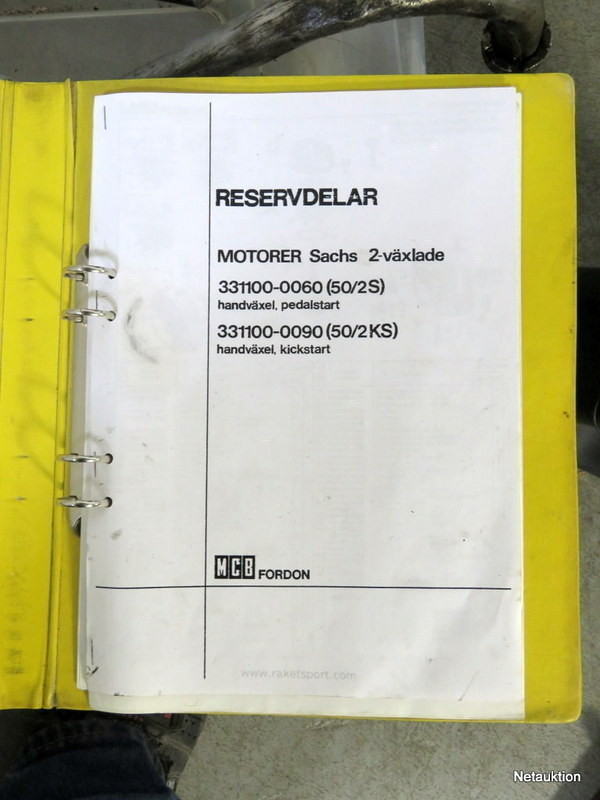 RESERVDELAR
MOTORER Sachs 2-växlade
331100-0060 (50/2S)
handväxel, pedalstart
331100-0090 (50/2KS)
handväxel, kickstart
MCB FORDON
www.raketsport.com
Netauktion